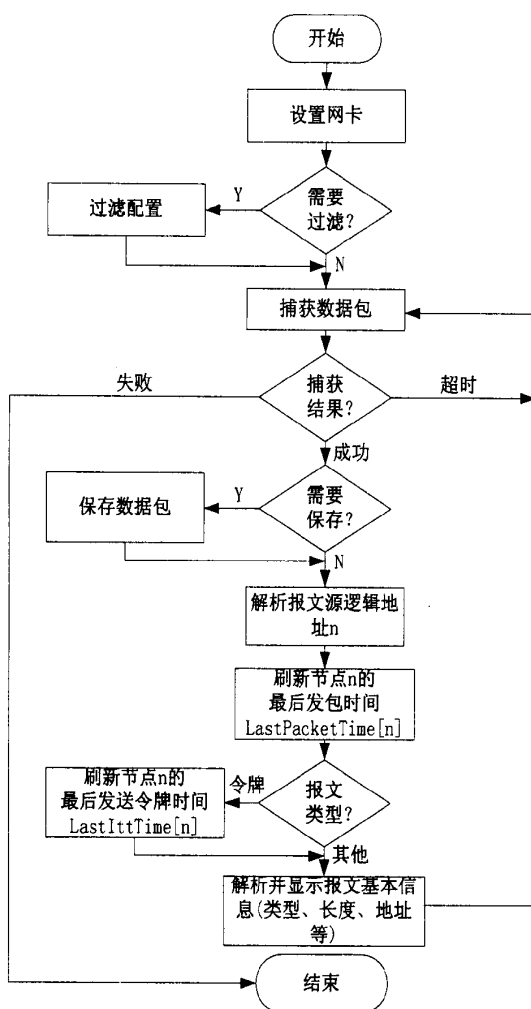 开始
设置网卡
需要
过滤?
Y
过滤配置
N
捕获数据包
捕获
结果?
失败
超时
成功
需要
保存?
Y
保存数据包
N
解析报文源逻辑地
址n
刷新节点n的
最后发包时间
LastPacketTime[n]
报文
类型?
令牌
刷新节点n的
最后发送令牌时间
LastIttTime[n]
其他
解析并显示报文基本信
息(类型、长度、地址
等)
结束